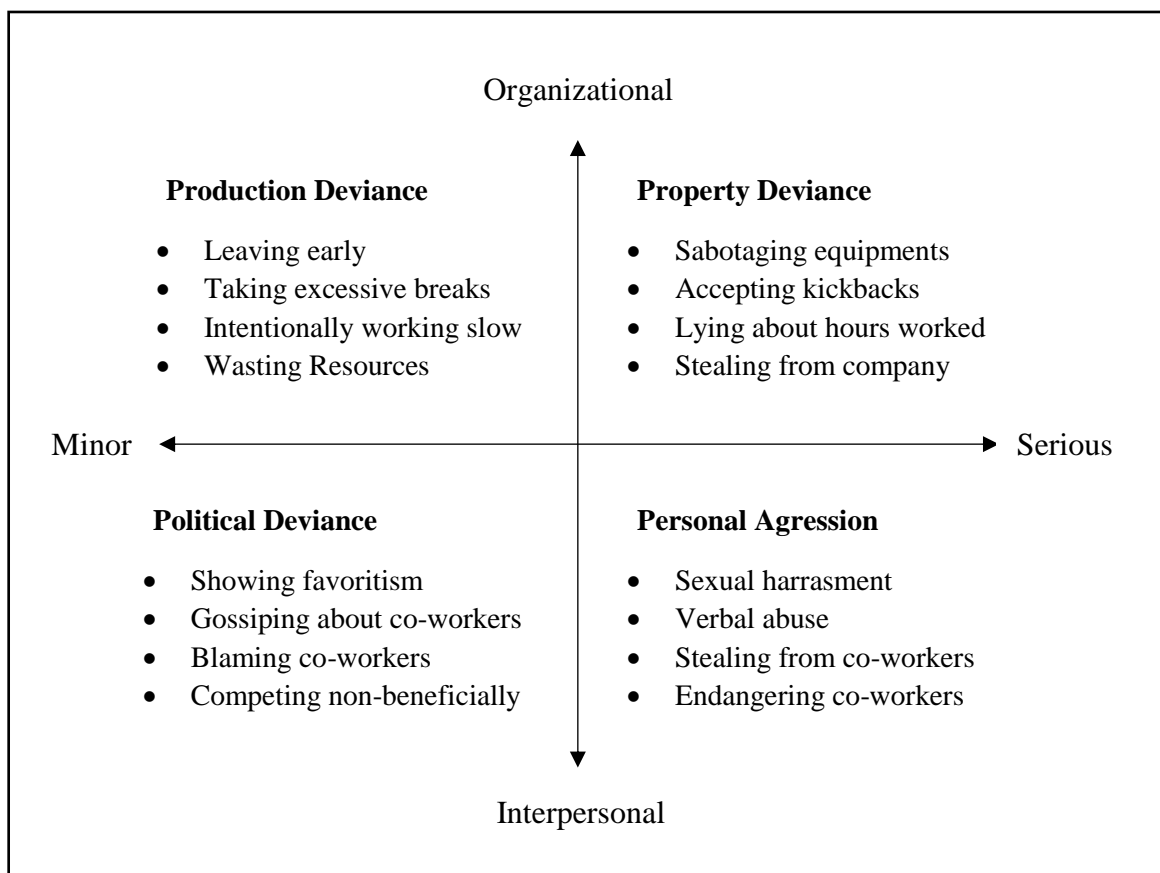 Organizational
Production Deviance
• Leaving early
• Taking excessive breaks
• Intentionally working slow
• Wasting Resources
Property Deviance
• Sabotaging equipments
• Accepting kickbacks
• Lying about hours worked
• Stealing from company
Minor
Serious
Political Deviance
• Showing favoritism
• Gossiping about co-workers
• Blaming co-workers
• Competing non-beneficially
Personal Agression
• Sexual harrasment
• Verbal abuse
• Stealing from co-workers
• Endangering co-workers
Interpersonal